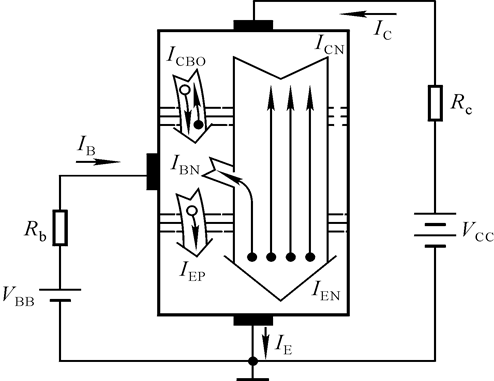 I_CN
I_C
I_CBO
R_c
I_B
I_BN
R_b
V_CC
I_EP
V_BB
I_EN
I_E